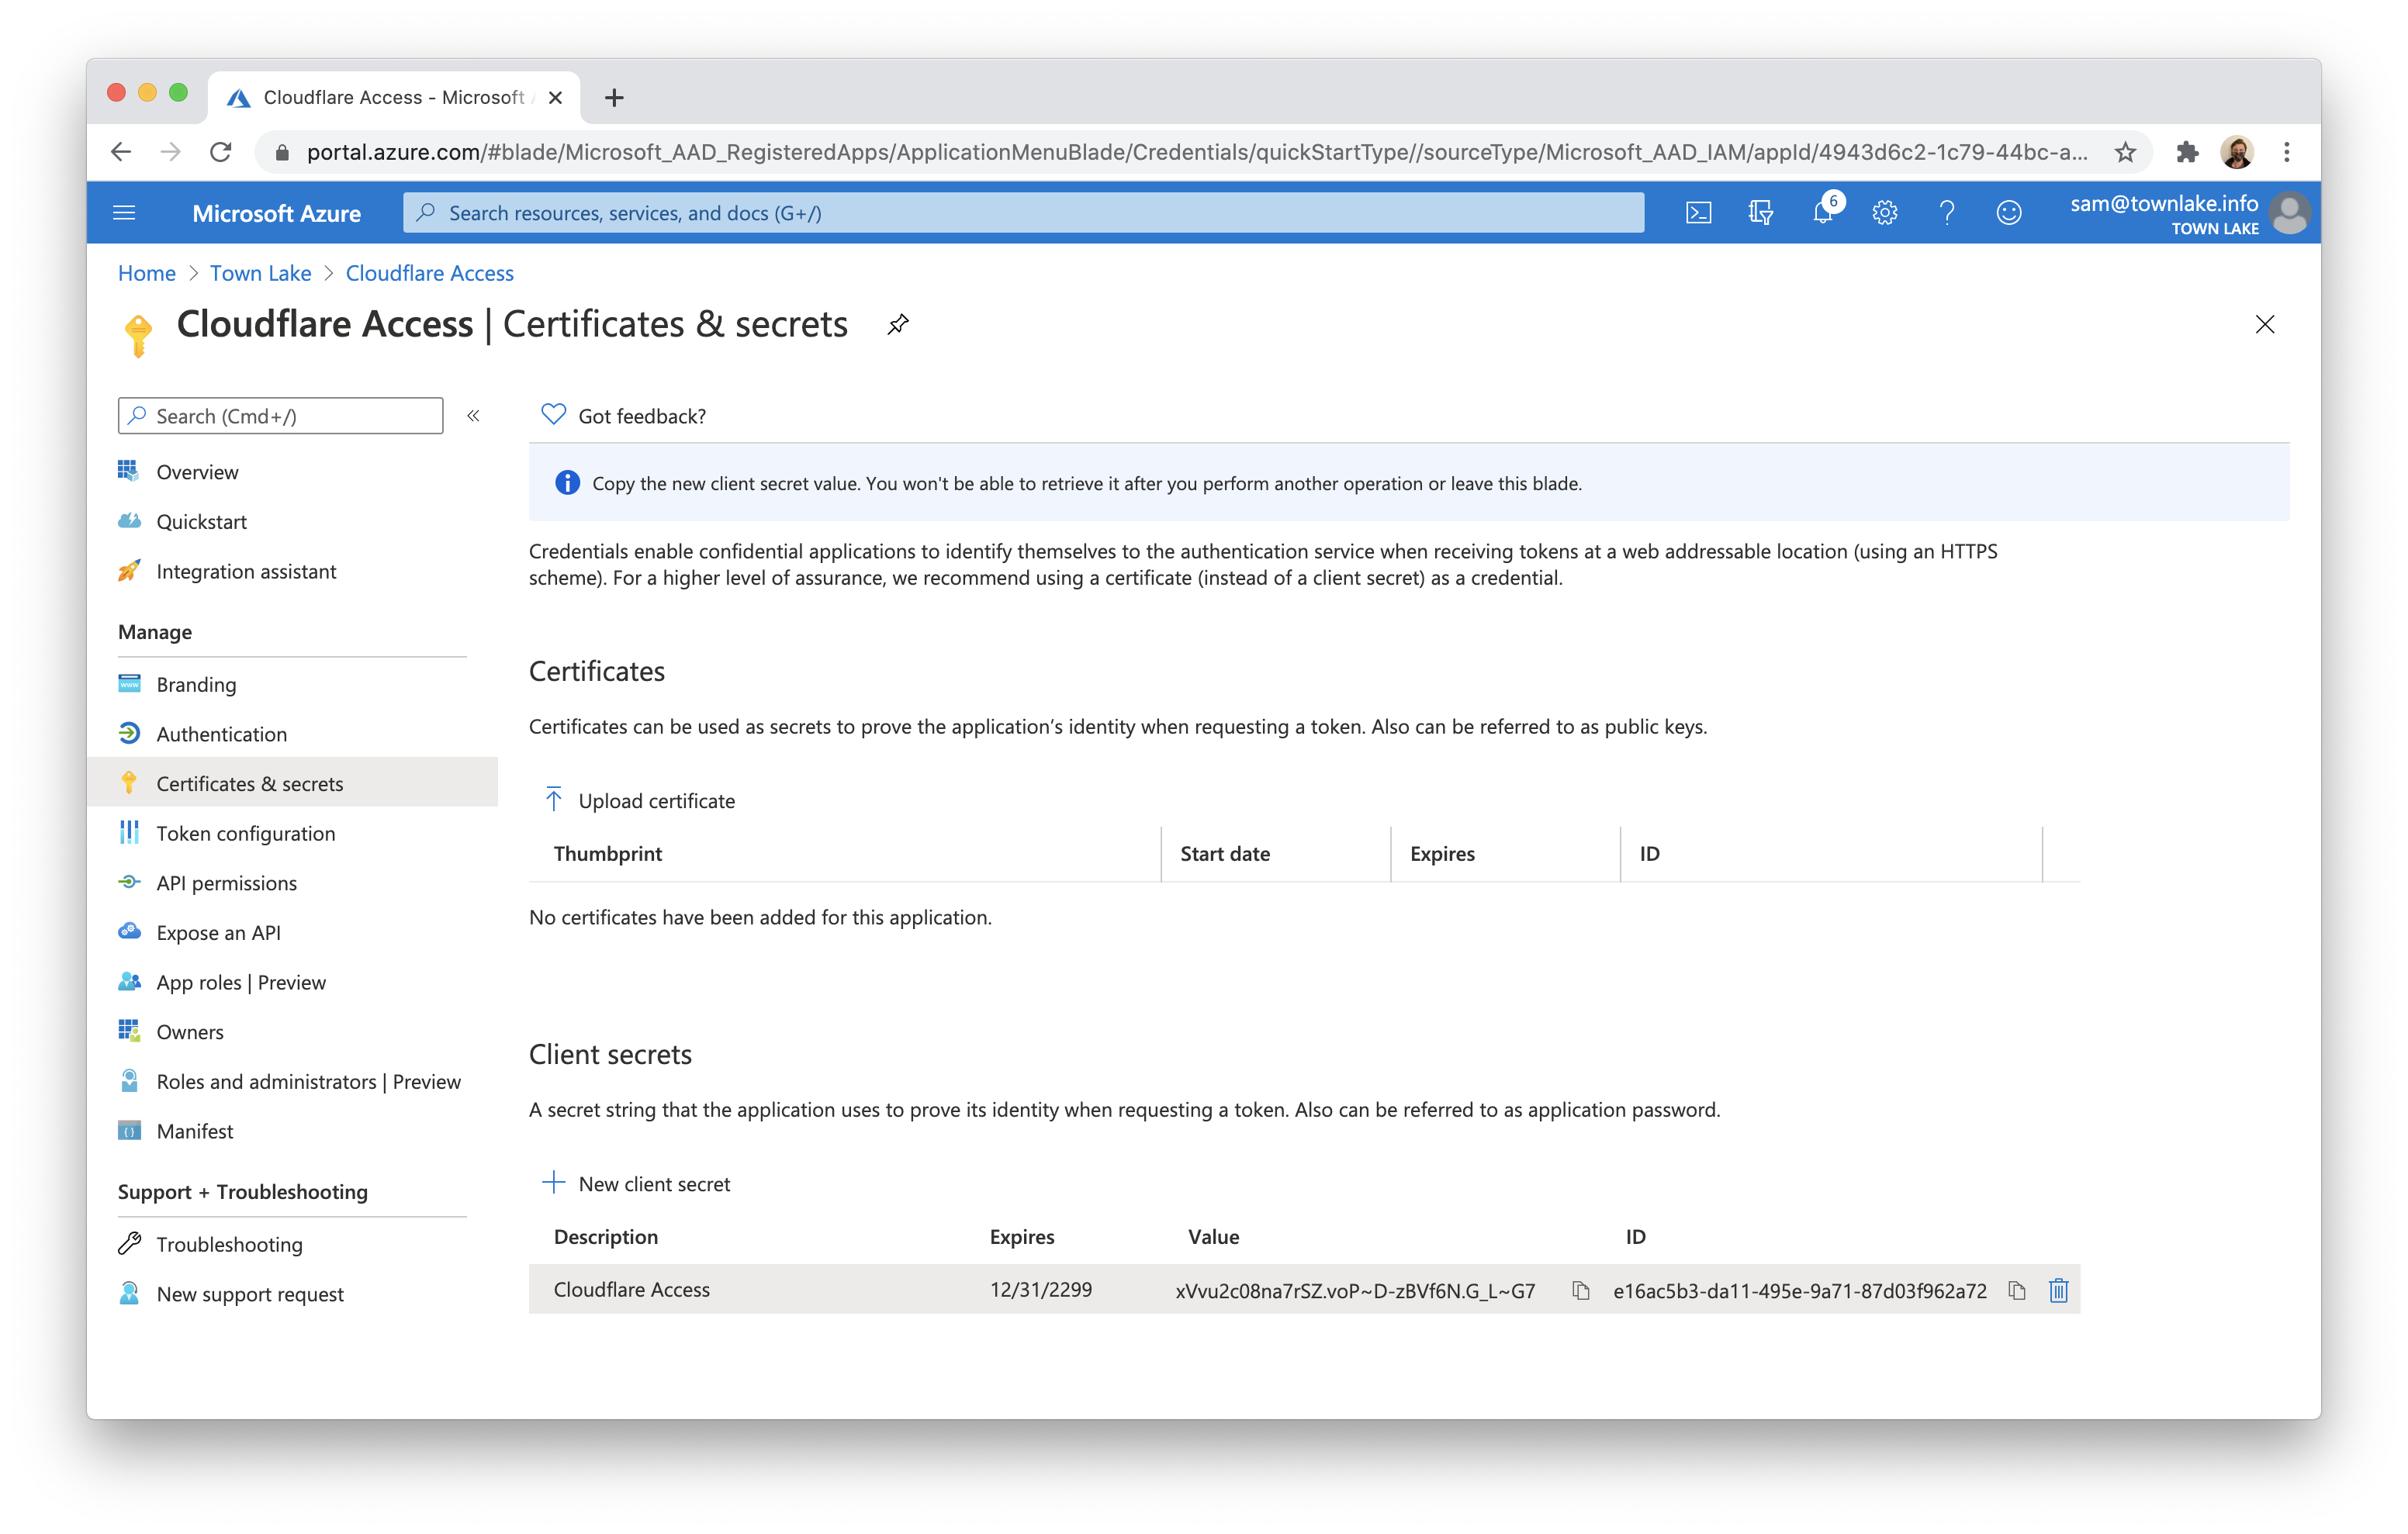 Cloudflare Access - Microsoft
portal.azure.com/#blade/Microsoft_AAD_RegisteredApps/ApplicationMenuBlade/Credentials/quickStartType//sourceType/Microsoft_AAD_IAM/appId/4943d6c2-1c79-44bc-a...
Microsoft Azure
Search resources, services, and docs (G+/)
6
sam@townlake.info
TOWN LAKE
Home > Town Lake > Cloudflare Access
Cloudflare Access | Certificates & secrets
Search (Cmd+/)
«
Overview
Quickstart
Integration assistant
Manage
Branding
Authentication
Certificates & secrets
Token configuration
API permissions
Expose an API
App roles | Preview
Owners
Roles and administrators | Preview
Manifest
Support + Troubleshooting
Troubleshooting
New support request
Got feedback?
Copy the new client secret value. You won't be able to retrieve it after you perform another operation or leave this blade.
Credentials enable confidential applications to identify themselves to the authentication service when receiving tokens at a web addressable location (using an HTTPS
scheme). For a higher level of assurance, we recommend using a certificate (instead of a client secret) as a credential.
Certificates
Certificates can be used as secrets to prove the application’s identity when requesting a token. Also can be referred to as public keys.
Upload certificate
Thumbprint Start date Expires ID
No certificates have been added for this application.
Client secrets
A secret string that the application uses to prove its identity when requesting a token. Also can be referred to as application password.
New client secret
Description Expires Value ID
Cloudflare Access 12/31/2299 xVvu2c08na7rSZ.voP~D-zBVf6N.G_L~G7 e16ac5b3-da11-495e-9a71-87d03f962a72